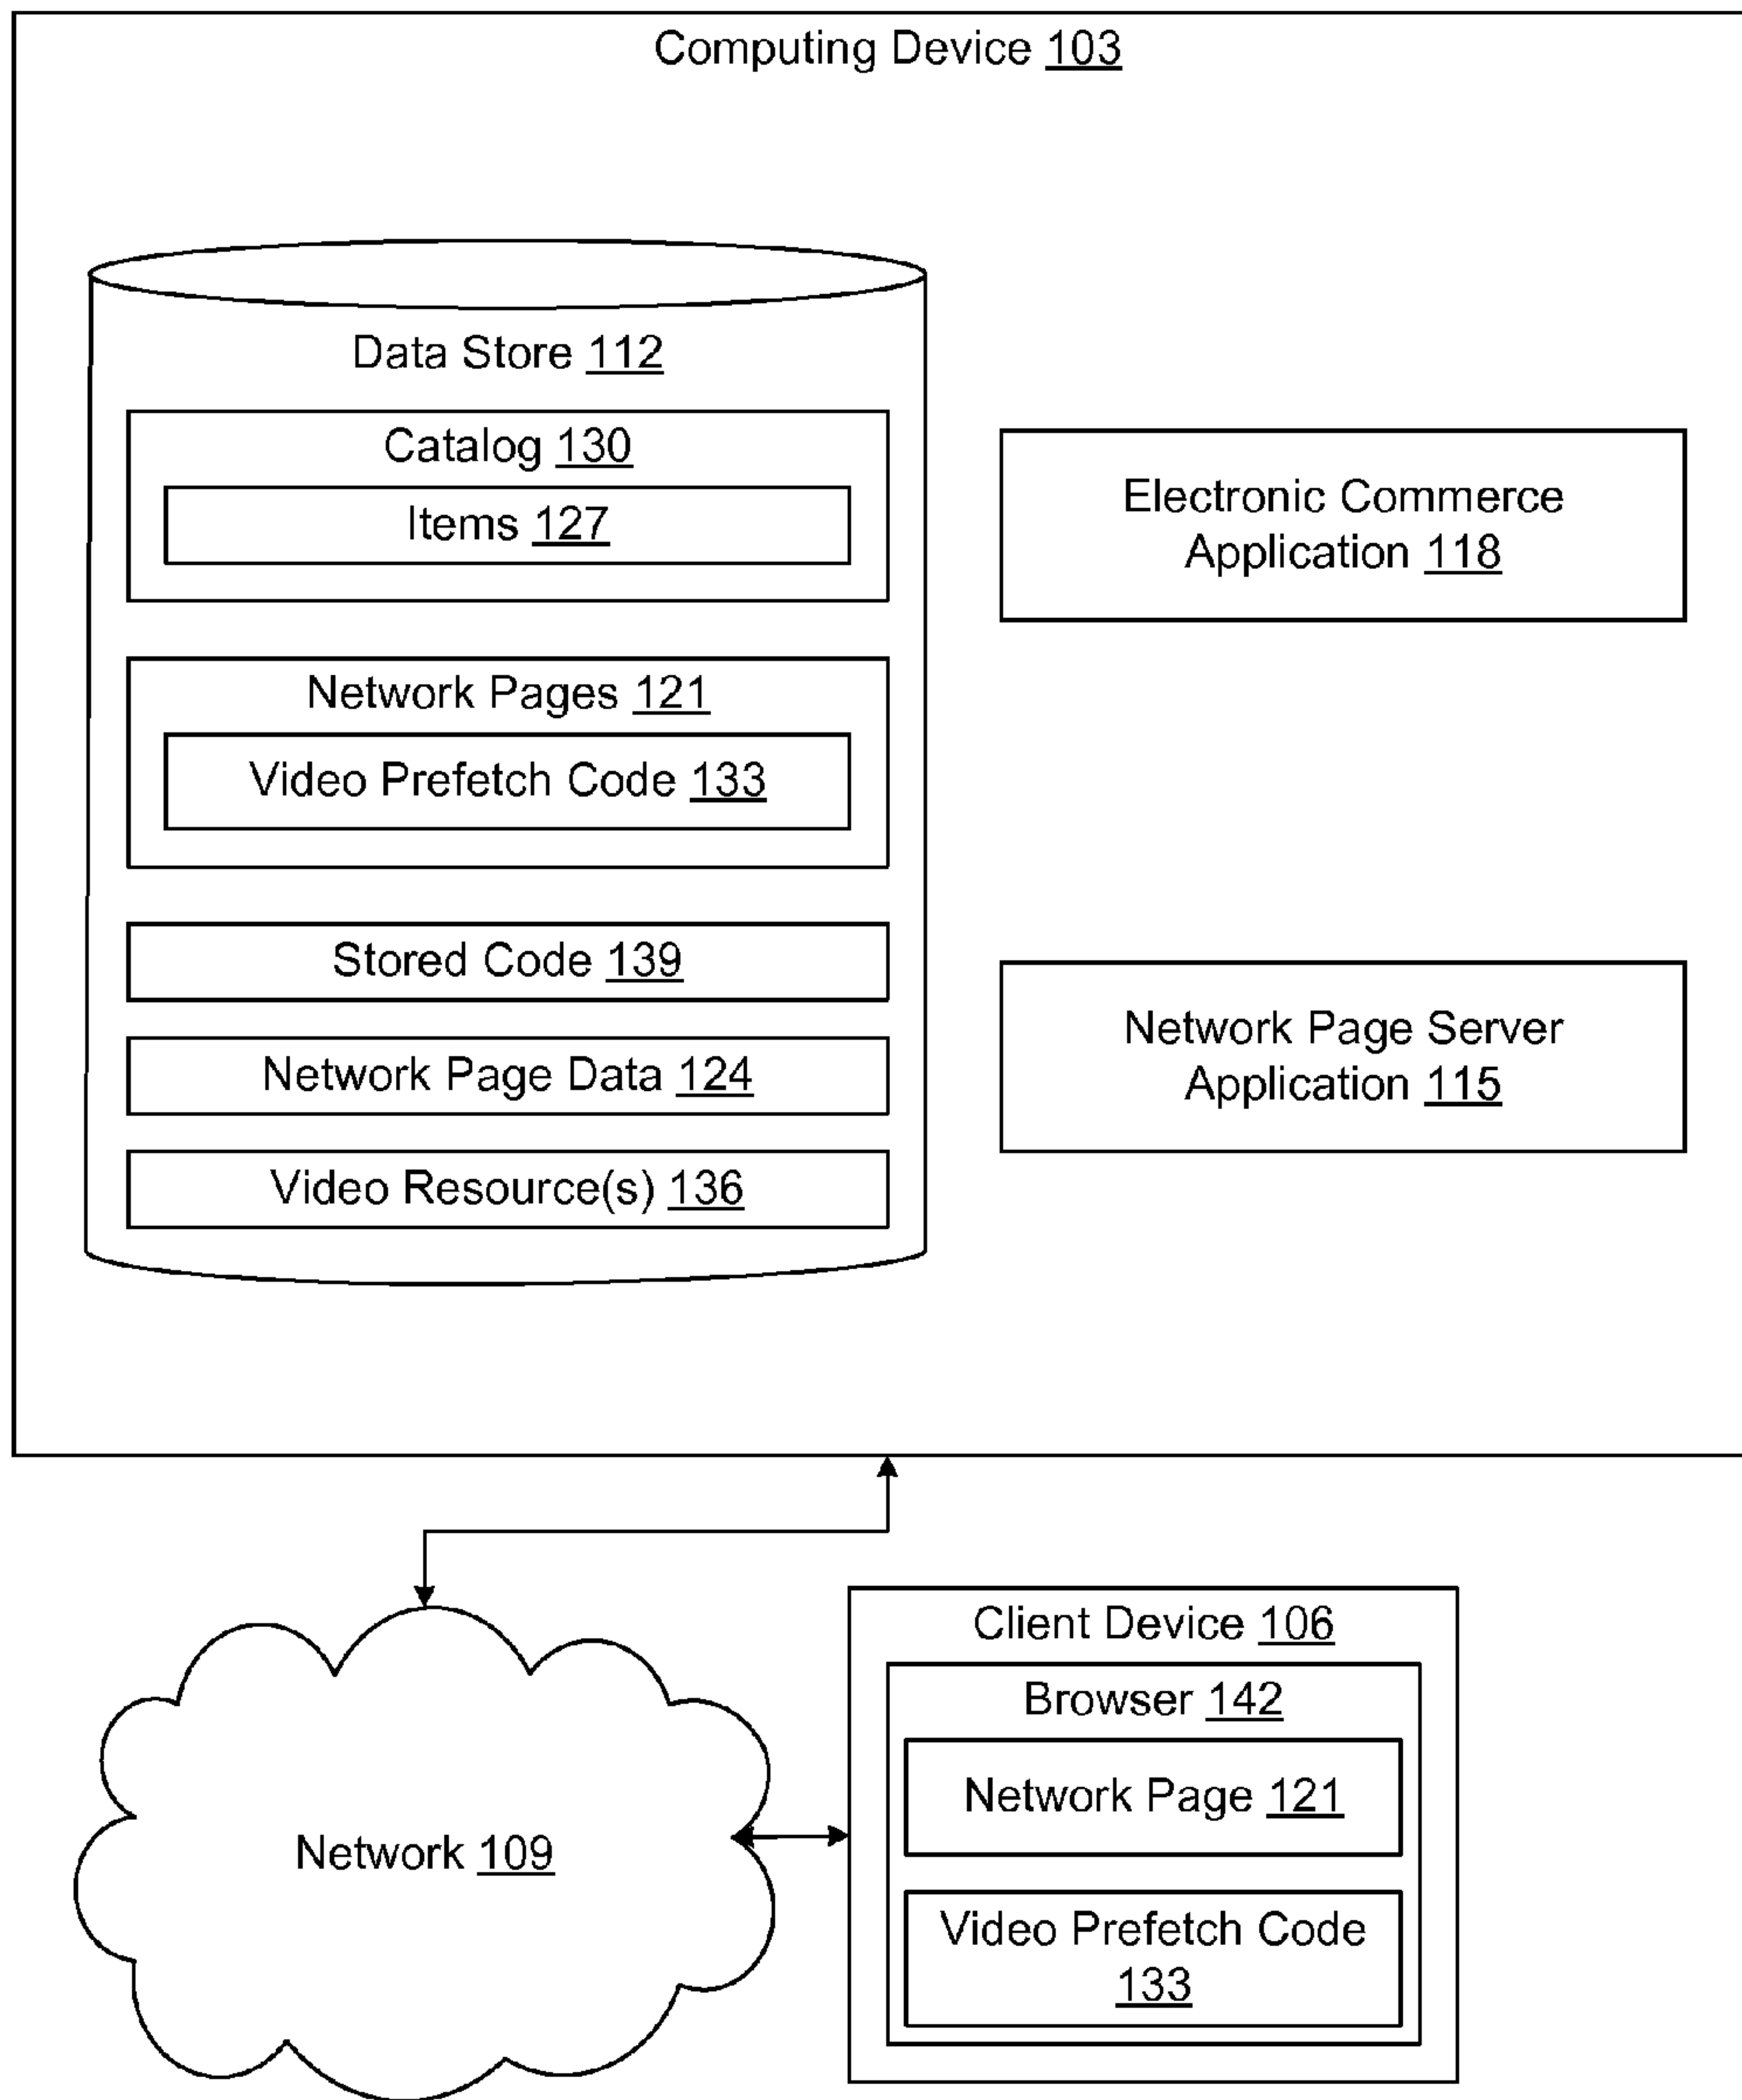 Computing Device 103
Data Store 112
Catalog 130
Items 127
Electronic Commerce
Application 118
Network Pages 121
Video Prefetch Code 133
Stored Code 139
Network Page Data 124
Video Resource(s) 136
Network Page Server
Application 115
Network 109
Client Device 106
Browser 142
Network Page 121
Video Prefetch Code
133